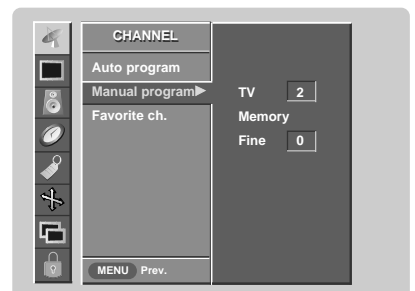 CHANNEL
Auto program
Manual program
Favorite ch.
TV 2
Memory
Fine 0
MENU Prev.